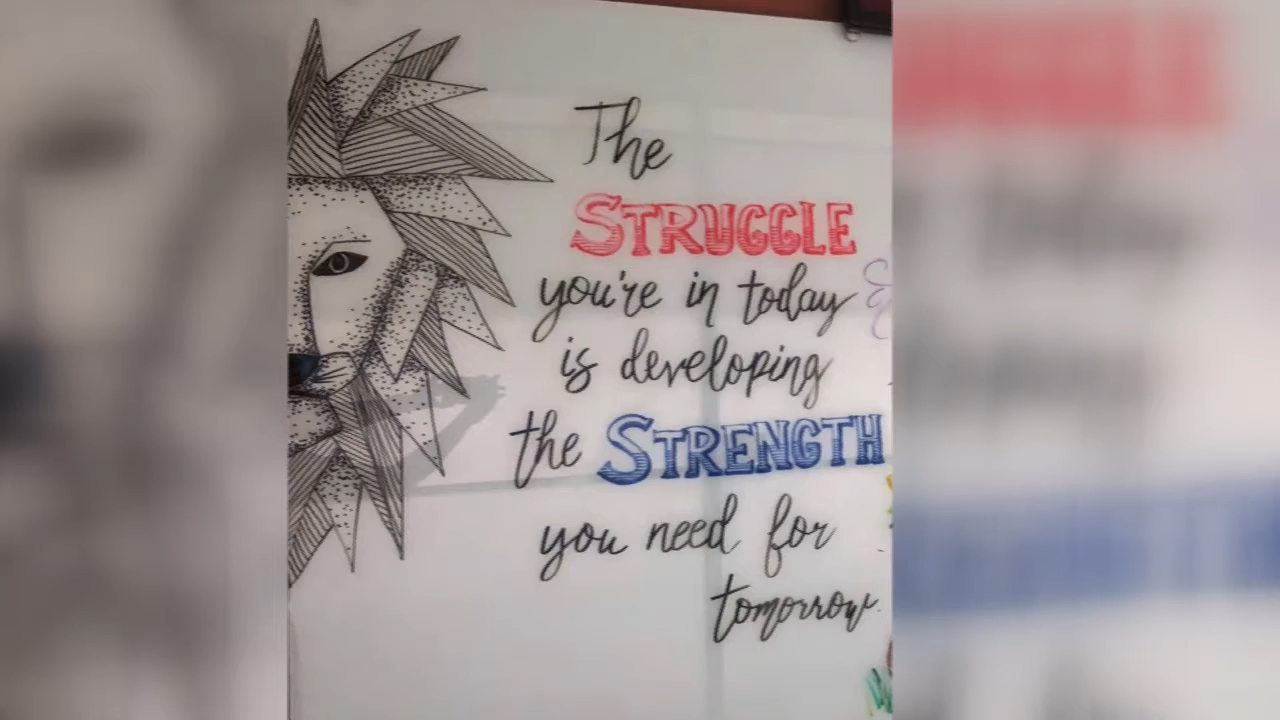 The
STRUGGLE
you're in today
is developing
the STRENGTH
you need for
tomorrow.